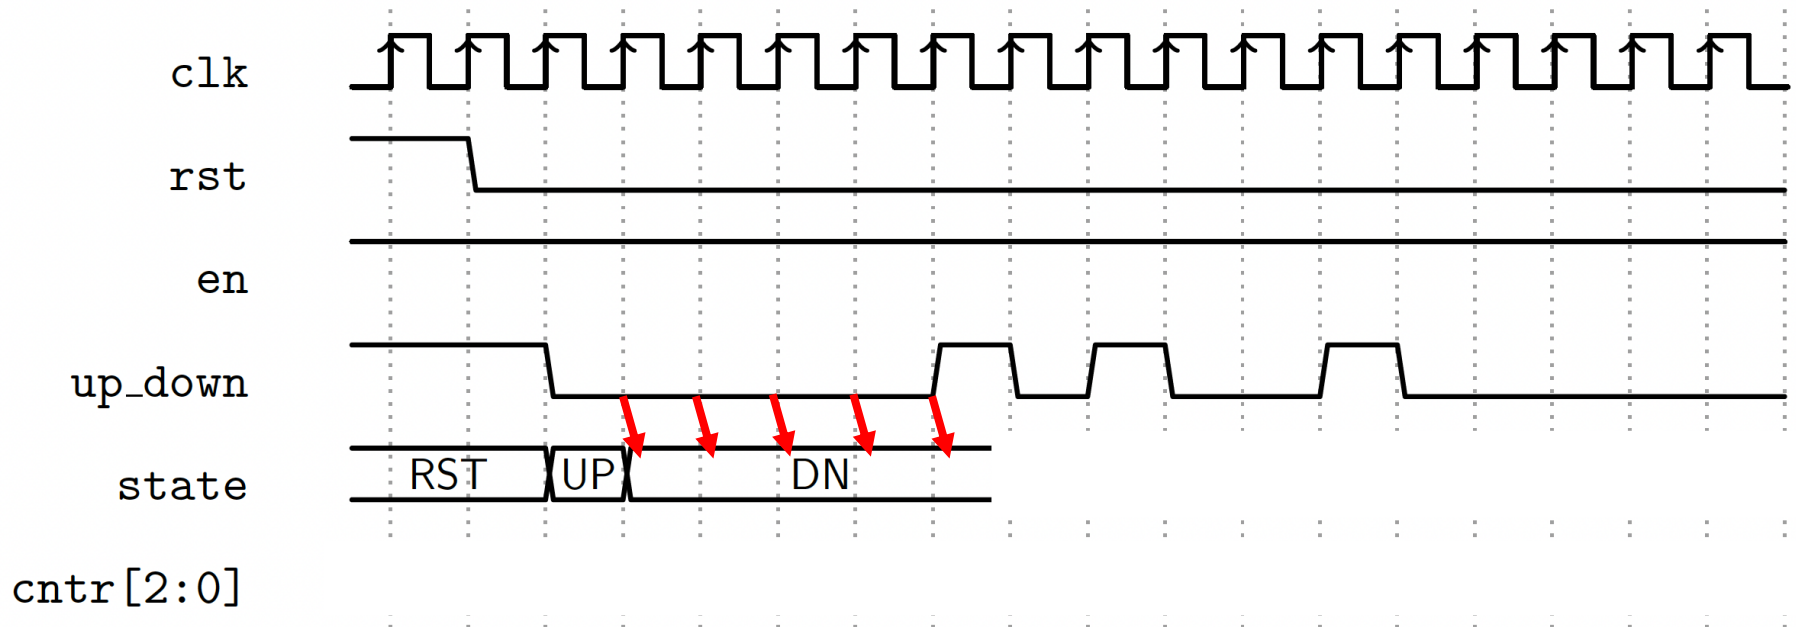 clk
rst
en
up_down
state RST UP DN
cntr[2:0]